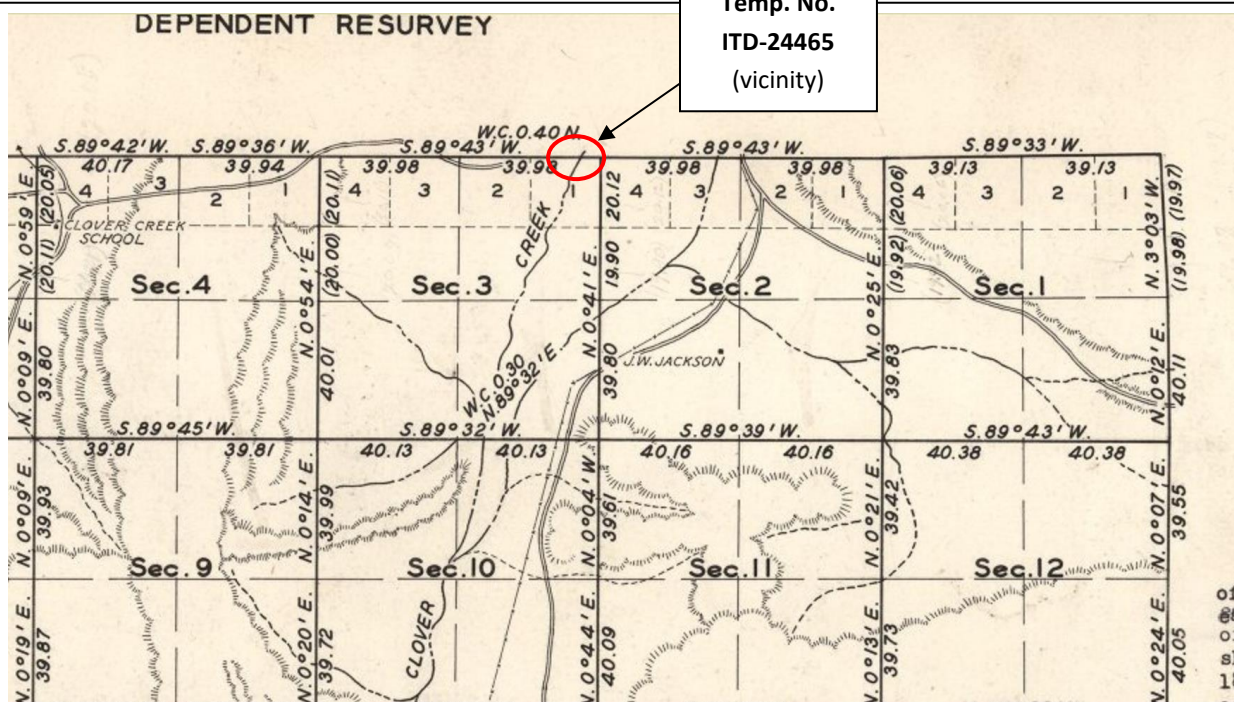 Temp. No.
ITD-24465
(vicinity)
DEPENDENT RESURVEY
W.C.0.40 N.
S.89°42'W. S.89°36'W. S.89°43'W. S.89°43'W. S.89°33'W.
40.17 39.94 39.98 39.98 39.98 39.98 39.13 39.13
4 3 2 1 4 3 2 1 4 3 2 1 4 3 2 1
N.0°59'E. (20.05) (20.11) 20.12 (20.06) N.3°03'W. (19.97)
CLOVER CREEK
SCHOOL
(20.11) N.0°54'E. (20.00) CREEK N.0°41'E. 19.90 N.0°25'E. (19.92) (19.98)
Sec.4 Sec.3 Sec.2 Sec.1
J.W.JACKSON
W.C.0.30
N.89°32'E.
N.0°09'E. 39.80 40.01 39.80 39.83 N.0°12'E. 40.11
S.89°45'W. S.89°32'W. S.89°39'W. S.89°43'W.
39.81 39.81 40.13 40.13 40.16 40.16 40.38 40.38
N.0°09'E. 39.93 N.0°14'E. 39.99 N.0°04'W. 39.61 N.0°21'E. 39.42 N.0°07'E. 39.55
Sec.9 Sec.10 Sec.11 Sec.12
CLOVER
N.0°19'E. 39.87 N.0°20'E. 39.72 N.0°44'E. 40.09 N.0°13'E. 39.73 N.0°24'E. 40.05